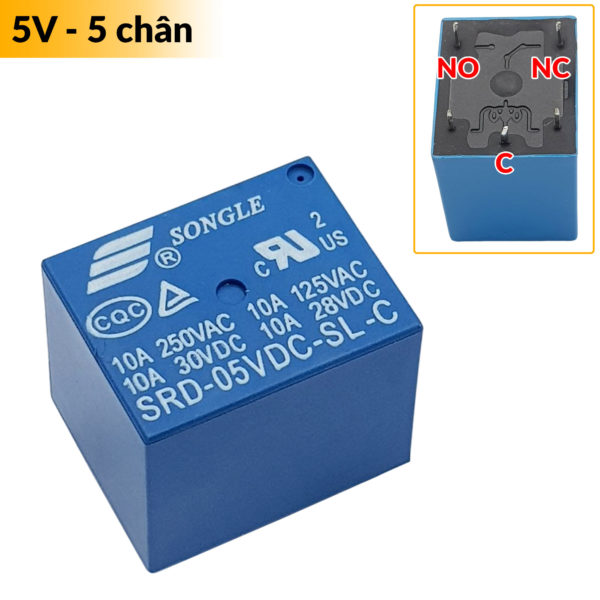 5V - 5 chân
NO NC
C
SONGLE
®
c RU US 2
CQC
10A 250VAC 10A 125VAC
10A 30VDC 10A 28VDC
SRD-05VDC-SL-C